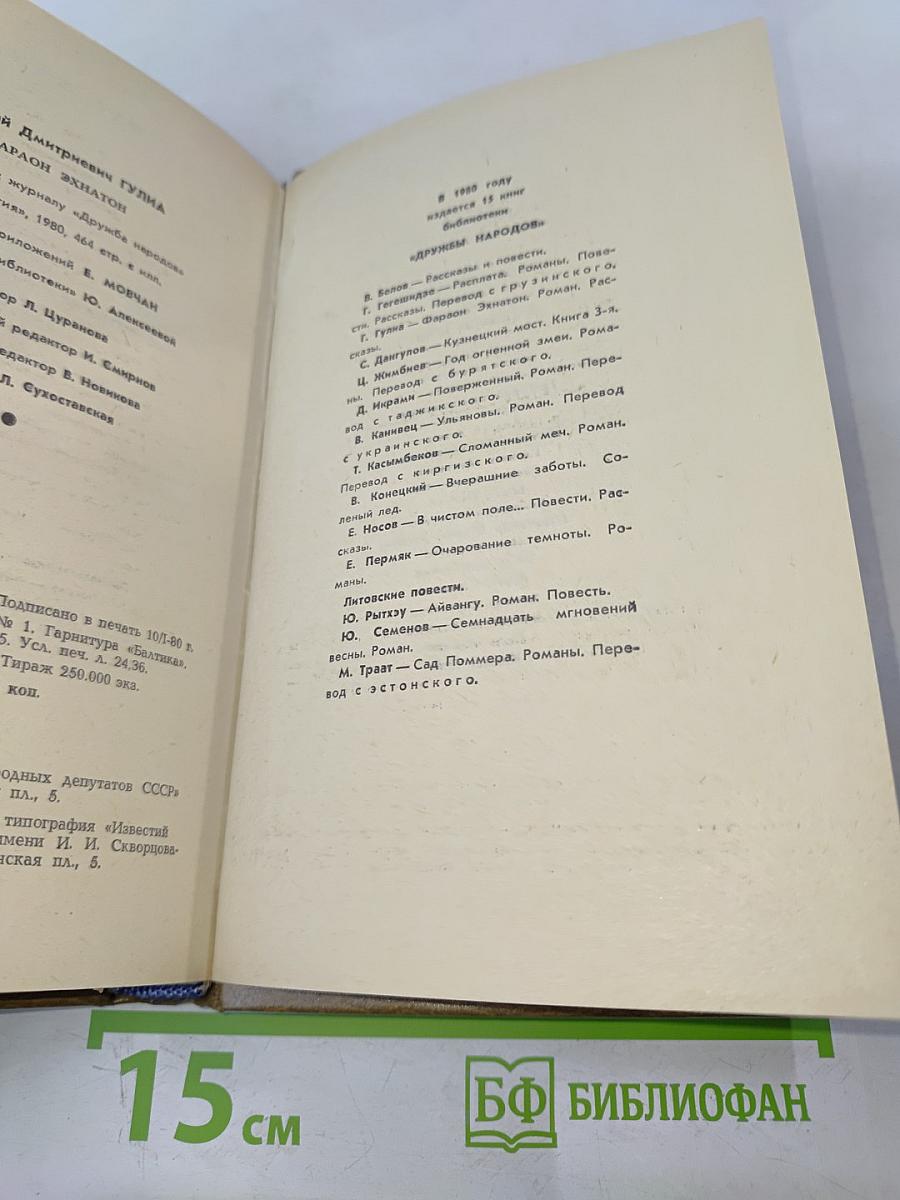 й Дмитриевич ГУЛИА
АРАОН ЭХНАТОН
журналу «Дружба народов»
тия», 1980, 464 стр. с илл.
риложений Е. МОВЧАН
иблиотеки» Ю. Алексеевой
ор Л. Цуранова
й редактор И. Смирнов
едактор В. Новикова
Л. Сухоставская
Подписано в печать 10/I-80 г.
№ 1. Гарнитура «Балтика».
5. Усл. печ. л. 24,36.
Тираж 250.000 экз.
коп.
одных депутатов СССР»
пл., 5.
типография «Известий
имени И. И. Скворцова-
нская пл., 5.
В 1980 году
издается 15 книг
библиотеки
«ДРУЖБЫ НАРОДОВ»
В. Белов — Рассказы и повести.
Г. Гегешидзе — Расплата. Романы. Пове-
сти. Рассказы. Перевод с грузинского.
Г. Гулиа — Фараон Эхнатон. Роман. Рас-
сказы.
С. Дангулов — Кузнецкий мост. Книга 3-я.
Ц. Жимбиев — Год огненной змеи. Рома-
ны. Перевод с бурятского.
Д. Икрами — Поверженный. Роман. Пере-
вод с таджикского.
В. Канивец — Ульяновы. Роман. Перевод
с украинского.
Т. Касымбеков — Сломанный меч. Роман.
Перевод с киргизского.
В. Конецкий — Вчерашние заботы. Со-
леный лед.
Е. Носов — В чистом поле... Повести. Рас-
сказы.
Е. Пермяк — Очарование темноты. Ро-
маны.
Литовские повести.
Ю. Рытхэу — Айвангу. Роман. Повесть.
Ю. Семенов — Семнадцать мгновений
весны. Роман.
М. Траат — Сад Поммера. Романы. Пере-
вод с эстонского.
15 см
БФ БИБЛИОФАН